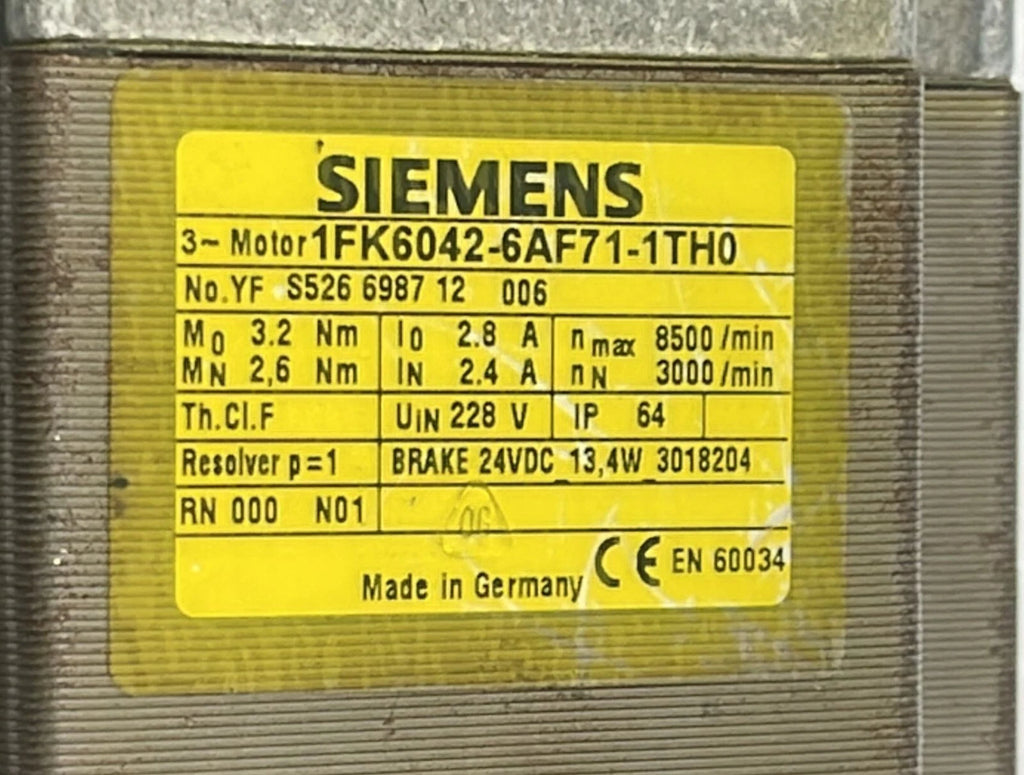 SIEMENS
3~ Motor 1FK6042-6AF71-1TH0
No.YF S526 6987 12 006
M0 3.2 Nm I0 2.8 A nmax 8500 /min
MN 2,6 Nm IN 2.4 A nN 3000 /min
Th.Cl.F UIN 228 V IP 64
Resolver p=1 BRAKE 24VDC 13,4W 3018204
RN 000 N01
06
Made in Germany CE EN 60034